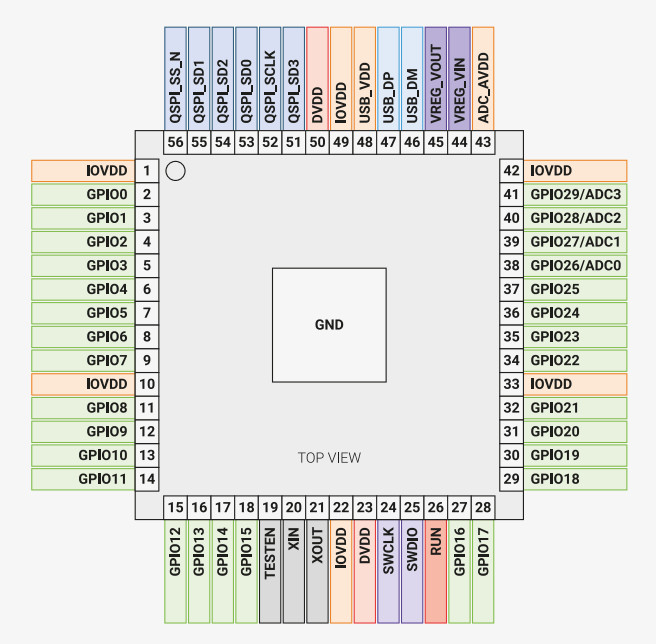 QSPI_SS_N QSPI_SD1 QSPI_SD2 QSPI_SD0 QSPI_SCLK QSPI_SD3 DVDD IOVDD USB_VDD USB_DP USB_DM VREG_VOUT VREG_VIN ADC_AVDD
56 55 54 53 52 51 50 49 48 47 46 45 44 43
IOVDD 1 42 IOVDD
GPIO0 2 41 GPIO29/ADC3
GPIO1 3 40 GPIO28/ADC2
GPIO2 4 39 GPIO27/ADC1
GPIO3 5 38 GPIO26/ADC0
GPIO4 6 37 GPIO25
GPIO5 7 36 GPIO24
GND
GPIO6 8 35 GPIO23
GPIO7 9 34 GPIO22
IOVDD 10 33 IOVDD
GPIO8 11 32 GPIO21
GPIO9 12 31 GPIO20
GPIO10 13 TOP VIEW 30 GPIO19
GPIO11 14 29 GPIO18
15 16 17 18 19 20 21 22 23 24 25 26 27 28
GPIO12 GPIO13 GPIO14 GPIO15 TESTEN XIN XOUT IOVDD DVDD SWCLK SWDIO RUN GPIO16 GPIO17